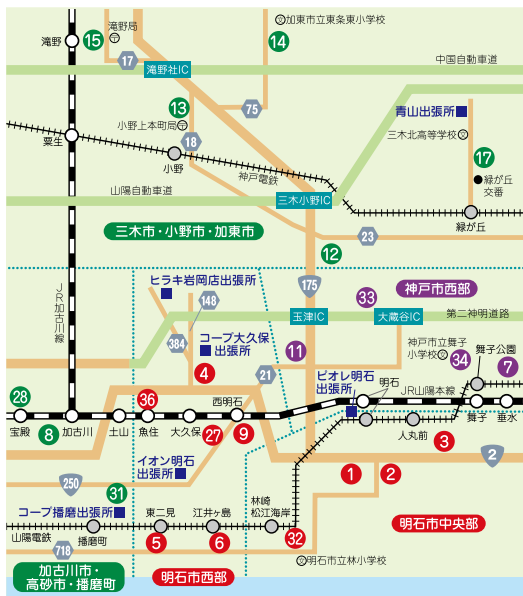 滝野
15
滝野局
17
滝野社IC
加東市立東条東小学校
14
中国自動車道
13
75
青山出張所
小野上本町局
18
三木北高等学校
粟生
小野
神戸電鉄
17
緑が丘
交番
山陽自動車道
三木小野IC
緑が丘
三木市・小野市・加東市
23
12
ヒラキ岩岡店出張所
148
175
神戸市西部
33
JR加古川線
384
コープ大久保
出張所
玉津IC
大蔵谷IC
第二神明道路
11
神戸市立舞子
小学校
34
舞子公園
7
4
21
ピオレ明石
出張所
明石
JR山陽本線
28
36
西明石
宝殿
8
加古川
土山
魚住
大久保
27
9
人丸前
3
舞子
垂水
イオン明石
出張所
250
1
2
2
31
コープ播磨出張所
東二見
江井ヶ島
林崎
松江海岸
山陽電鉄
播磨町
5
6
32
明石市中央部
718
加古川市・
高砂市・播磨町
明石市西部
明石市立林小学校